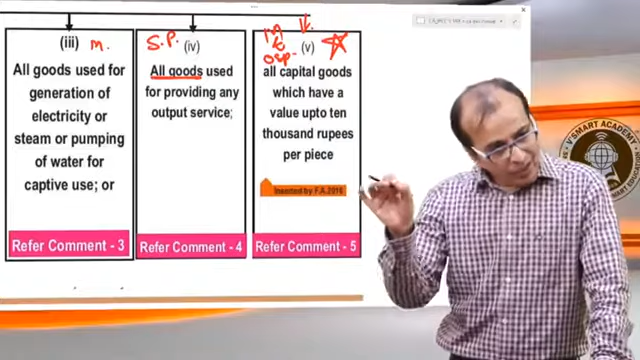 (iii) m.
All goods used for
generation of
electricity or
steam or pumping
of water for
captive use; or
Refer Comment - 3
S.P. (iv)
All goods used
for providing any
output service;
Refer Comment - 4
(v)
all capital goods
which have a
value upto ten
thousand rupees
per piece
Inserted by F.A.2016
Refer Comment - 5
V'SMART ACADEMY